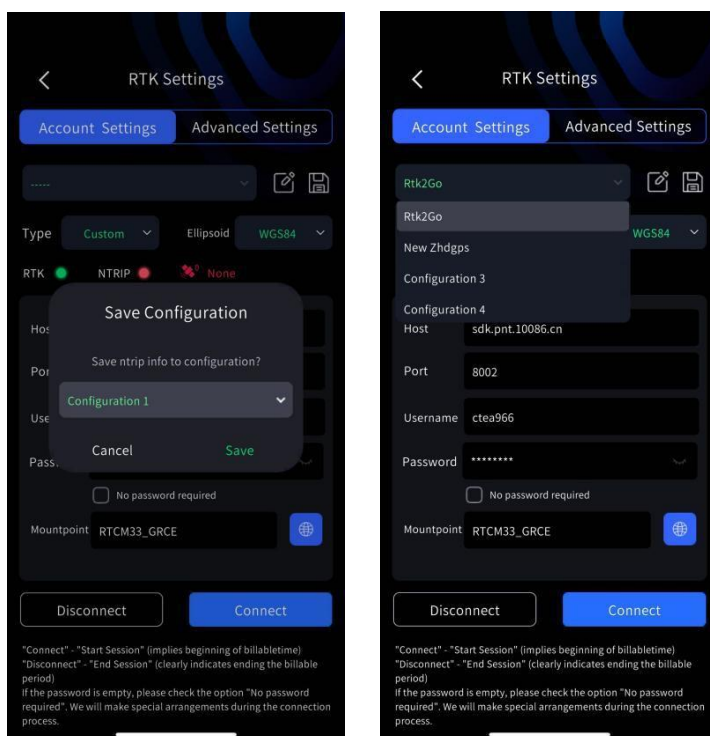 RTK Settings
Account Settings Advanced Settings
-----
Type Custom Ellipsoid WGS84
RTK NTRIP None
Save Configuration
Hos
Save ntrip info to configuration?
Por
Configuration 1
Use
Cancel Save
Pass
No password required
Mountpoint RTCM33_GRCE
Disconnect Connect
"Connect" - "Start Session" (implies beginning of billabletime)
"Disconnect" - "End Session" (clearly indicates ending the billable
period)
If the password is empty, please check the option "No password
required". We will make special arrangements during the connection
process.
RTK Settings
Account Settings Advanced Settings
Rtk2Go
Rtk2Go
WGS84
New Zhdgps
Configuration 3
Configuration 4
Host sdk.pnt.10086.cn
Port 8002
Username ctea966
Password ********
No password required
Mountpoint RTCM33_GRCE
Disconnect Connect
"Connect" - "Start Session" (implies beginning of billabletime)
"Disconnect" - "End Session" (clearly indicates ending the billable
period)
If the password is empty, please check the option "No password
required". We will make special arrangements during the connection
process.